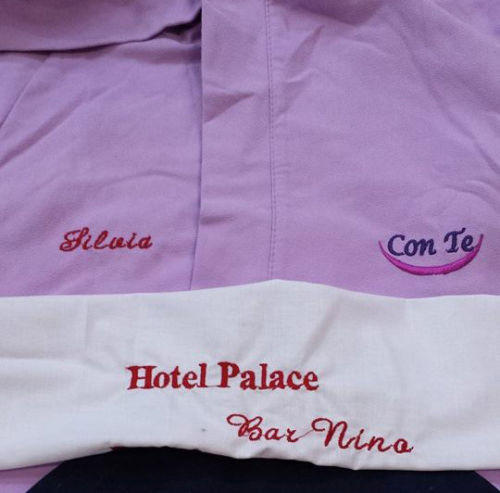 Silvia
Con Te
Hotel Palace
Bar Nino